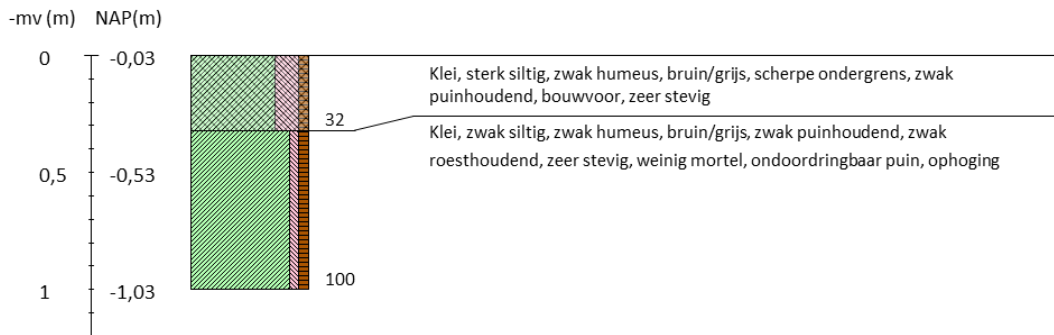 -mv (m) NAP(m)
0 -0,03
Klei, sterk siltig, zwak humeus, bruin/grijs, scherpe ondergrens, zwak
puinhoudend, bouwvoor, zeer stevig
32
Klei, zwak siltig, zwak humeus, bruin/grijs, zwak puinhoudend, zwak
roesthoudend, zeer stevig, weinig mortel, ondoordringbaar puin, ophoging
0,5 -0,53
100
1 -1,03